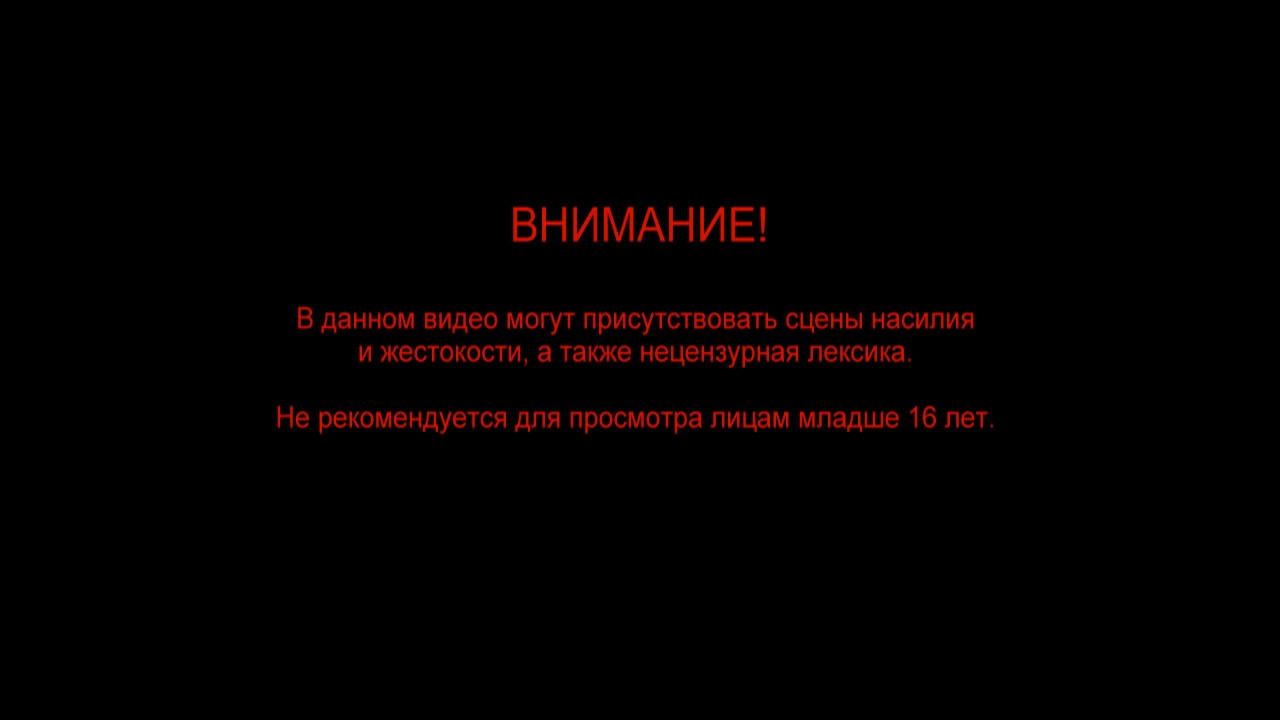 ВНИМАНИЕ!
В данном видео могут присутствовать сцены насилия
и жестокости, а также нецензурная лексика.
Не рекомендуется для просмотра лицам младше 16 лет.